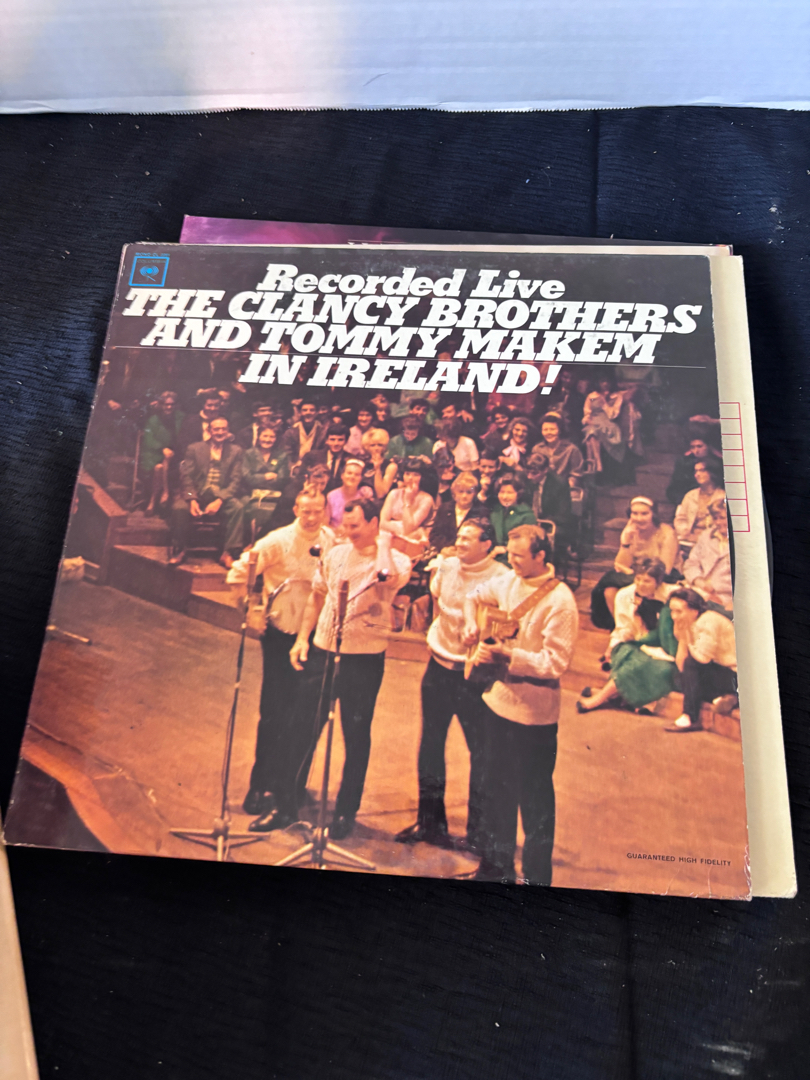 Recorded Live
THE CLANCY BROTHERS
AND TOMMY MAKEM
IN IRELAND!
GUARANTEED HIGH FIDELITY